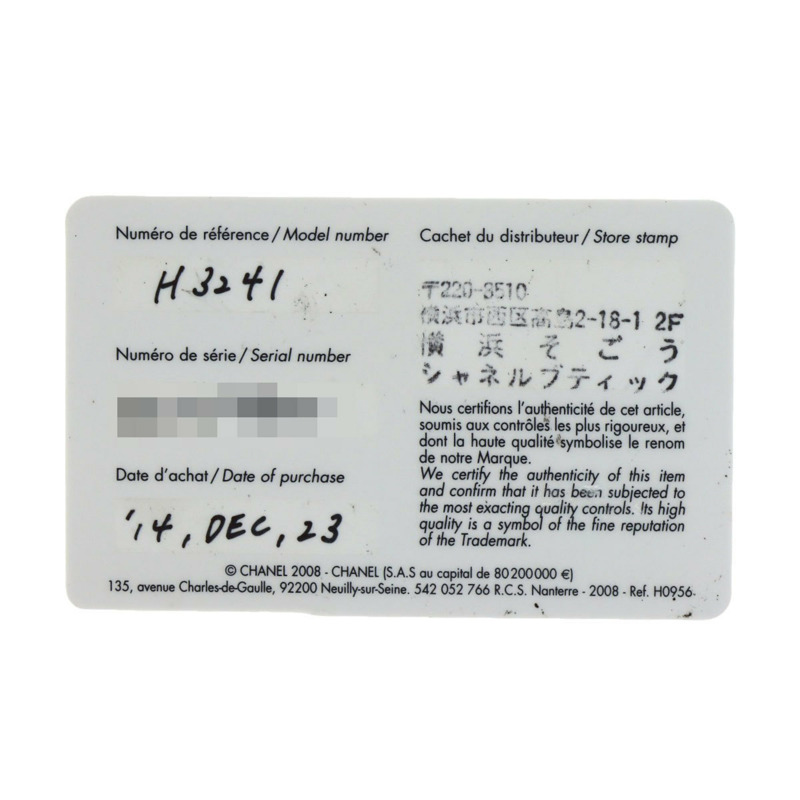 Numéro de référence / Model number
H3241
Numéro de série / Serial number
Date d'achat / Date of purchase
'14, DEC, 23
Cachet du distributeur / Store stamp
〒220-8510
横浜市西区高島2-18-1 2F
横浜そごう
シャネルブティック
Nous certifions l'authenticité de cet article,
soumis aux contrôles les plus rigoureux, et
dont la haute qualité symbolise le renom
de notre Marque.
We certify the authenticity of this item
and confirm that it has been subjected to
the most exacting quality controls. Its high
quality is a symbol of the fine reputation
of the Trademark.
© CHANEL 2008 - CHANEL (S.A.S au capital de 80200000 €)
135, avenue Charles-de-Gaulle, 92200 Neuilly-sur-Seine. 542 052 766 R.C.S. Nanterre - 2008 - Ref. H0956